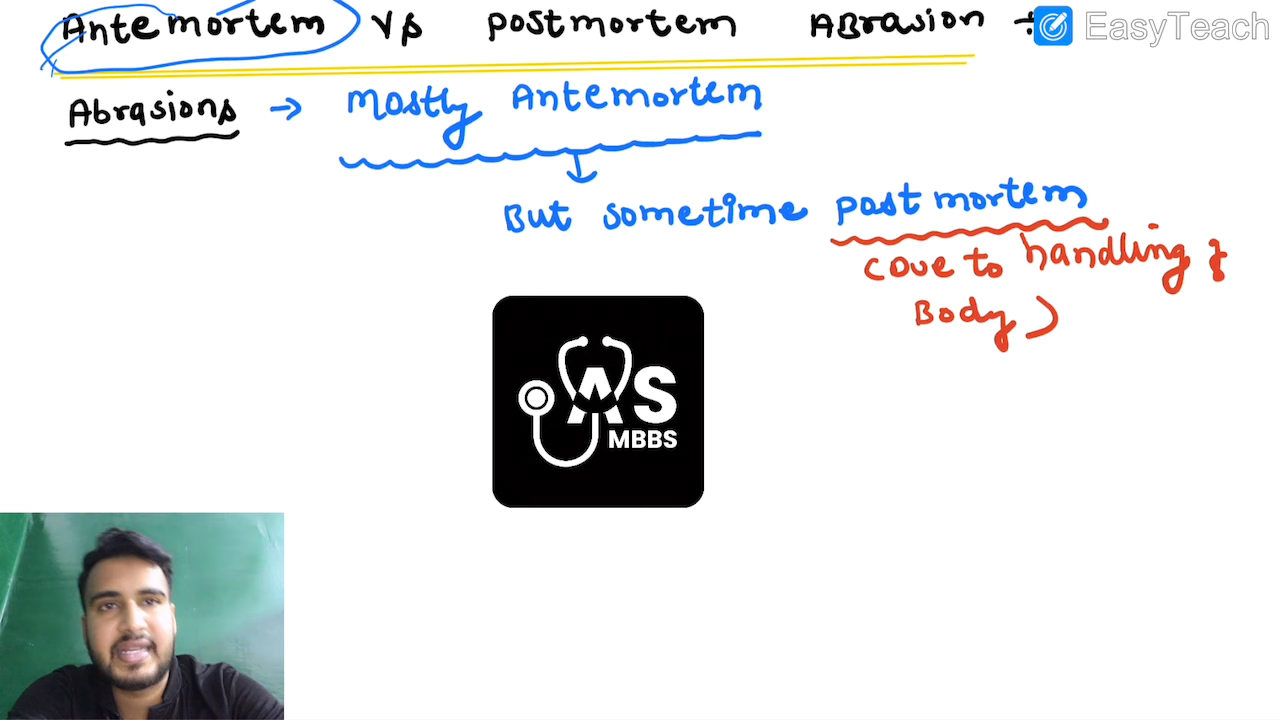 Antemortem Vs Postmortem Abrasion →
EasyTeach
Abrasions → Mostly Antemortem
But sometime postmortem
(Due to handling of
Body)
AS
MBBS